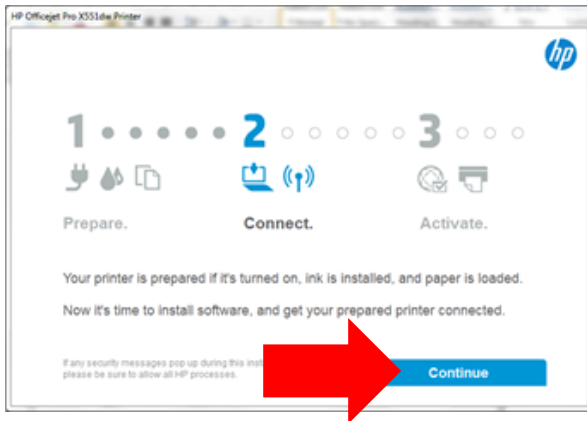 HP Officejet Pro X551dw Printer
hp
1 2 3
Prepare. Connect. Activate.
Your printer is prepared if it's turned on, ink is installed, and paper is loaded.
Now it's time to install software, and get your prepared printer connected.
If any security messages pop up during this
please be sure to allow all HP processes.
Continue